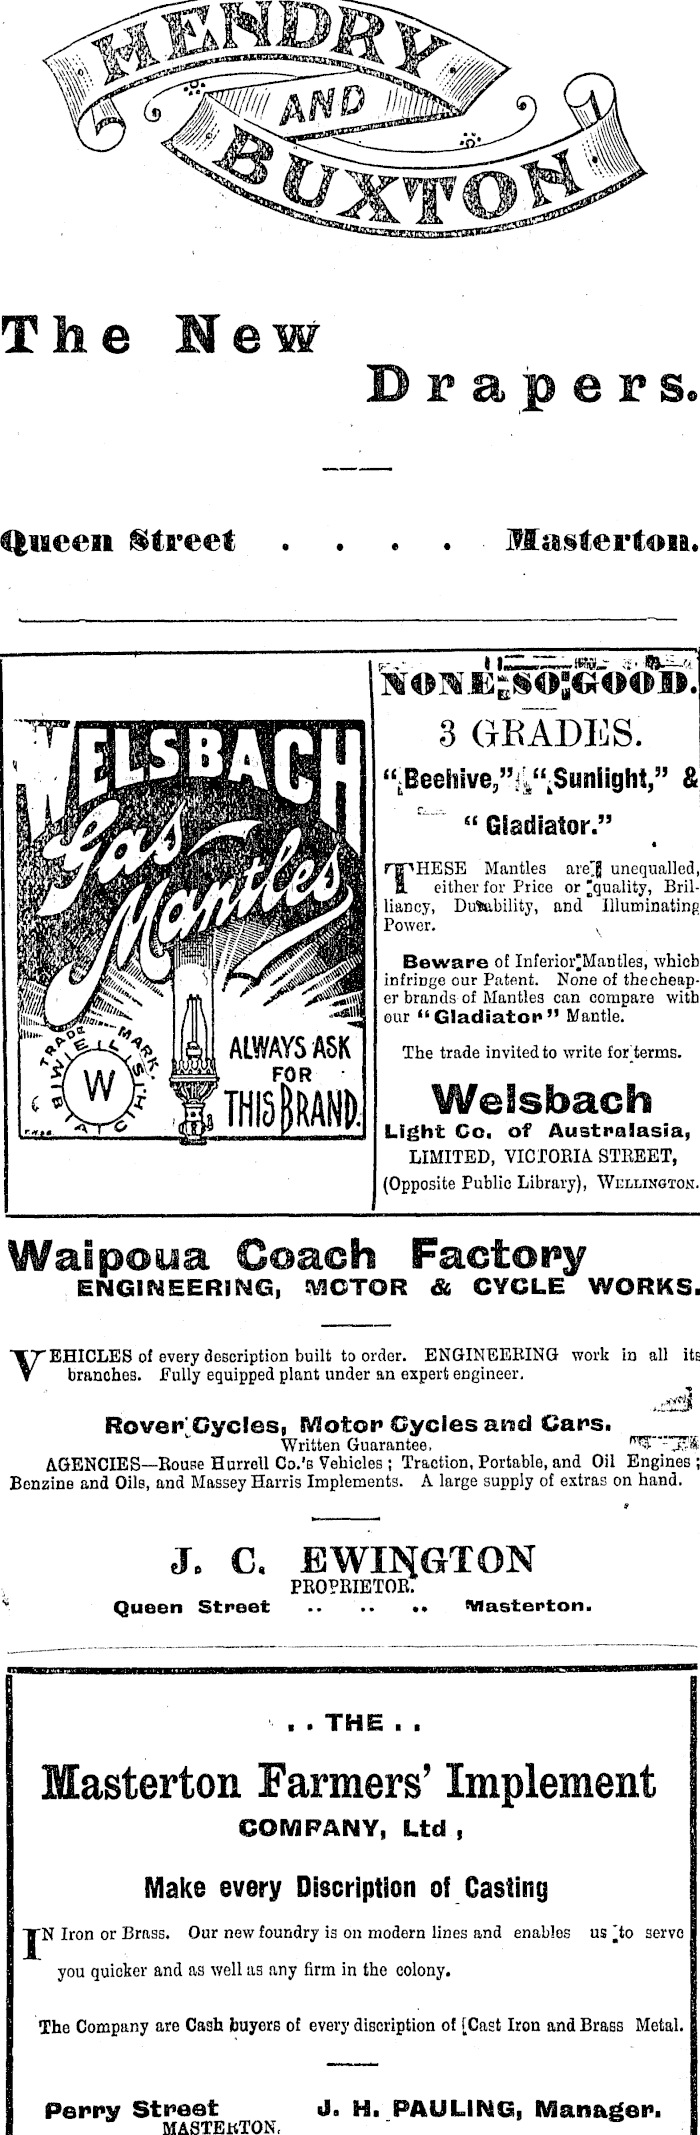 HENDRY
AND
BUXTON
The New
Drapers.
Queen Street . . . . Masterton.
WELSBACH
Gas
Mantles
TRADE MARK
WELSBACH
W
ALWAYS ASK
FOR
THIS BRAND.
NONE SO GOOD.
3 GRADES.
"Beehive," "Sunlight," &
"Gladiator."
THESE Mantles are unequalled,
either for Price or quality, Bril-
liancy, Durability, and Illuminating
Power.
Beware of Inferior Mantles, which
infringe our Patent. None of the cheap-
er brands of Mantles can compare with
our "Gladiator" Mantle.
The trade invited to write for terms.
Welsbach
Light Co. of Australasia,
LIMITED, VICTORIA STREET,
(Opposite Public Library), WELLINGTON.
Waipoua Coach Factory
ENGINEERING, MOTOR & CYCLE WORKS.
VEHICLES of every description built to order. ENGINEERING work in all its
branches. Fully equipped plant under an expert engineer.
Rover Cycles, Motor Cycles and Cars.
Written Guarantee.
AGENCIES—Rouse Hurrell Co.'s Vehicles; Traction, Portable, and Oil Engines;
Benzine and Oils, and Massey Harris Implements. A large supply of extras on hand.
J. C. EWINGTON
PROPRIETOR.
Queen Street .. .. .. Masterton.
. . THE . .
Masterton Farmers' Implement
COMPANY, Ltd,
Make every Discription of Casting
IN Iron or Brass. Our new foundry is on modern lines and enables us to serve
you quicker and as well as any firm in the colony.
The Company are Cash buyers of every discription of Cast Iron and Brass Metal.
Perry Street J. H. PAULING, Manager.
MASTERTON.